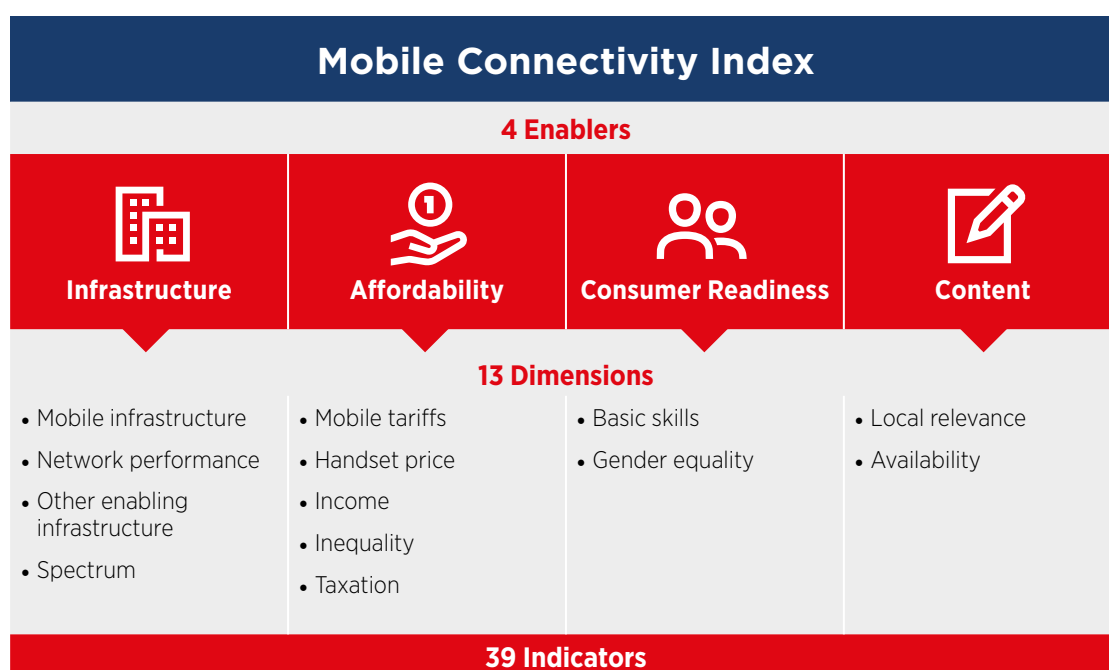 Mobile Connectivity Index
4 Enablers
1
Infrastructure
Affordability
Consumer Readiness
Content
13 Dimensions
• Mobile infrastructure
• Network performance
• Other enabling
infrastructure
• Spectrum
• Mobile tariffs
• Handset price
• Income
• Inequality
• Taxation
• Basic skills
• Gender equality
• Local relevance
• Availability
39 Indicators